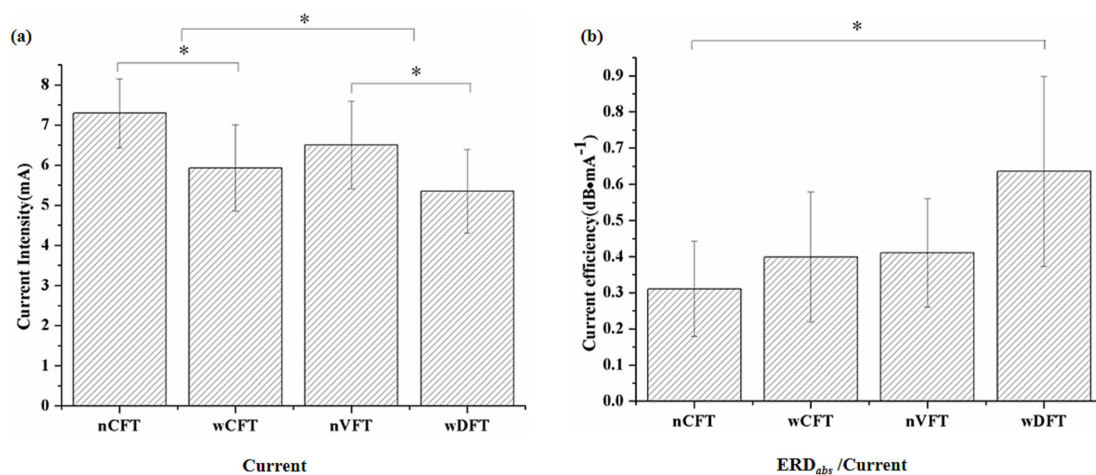 (a)
*
*
*
8
7
6
5
4
3
2
1
0
Current Intensity(mA)
nCFT wCFT nVFT wDFT
Current
(b)
*
0.9
0.8
0.7
0.6
0.5
0.4
0.3
0.2
0.1
0.0
Current efficiency(dB•mA⁻¹)
nCFT wCFT nVFT wDFT
ERDabs /Current